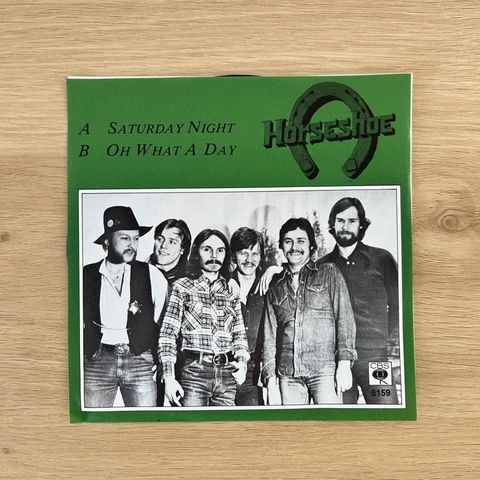 A SATURDAY NIGHT
B OH WHAT A DAY
HORSESHOE
CBS
6159